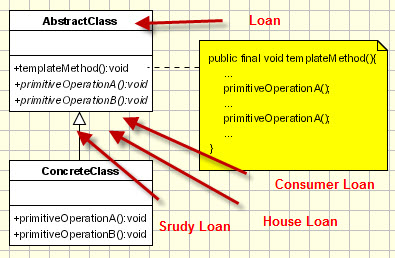 AbstractClass
Loan
+templateMethod():void
+primitiveOperationA():void
+primitiveOperationB():void
public final void templateMethod(){
...
primitiveOperationA();
...
primitiveOperationA();
...
}
ConcreteClass
+primitiveOperationA():void
+primitiveOperationB():void
Consumer Loan
House Loan
Srudy Loan